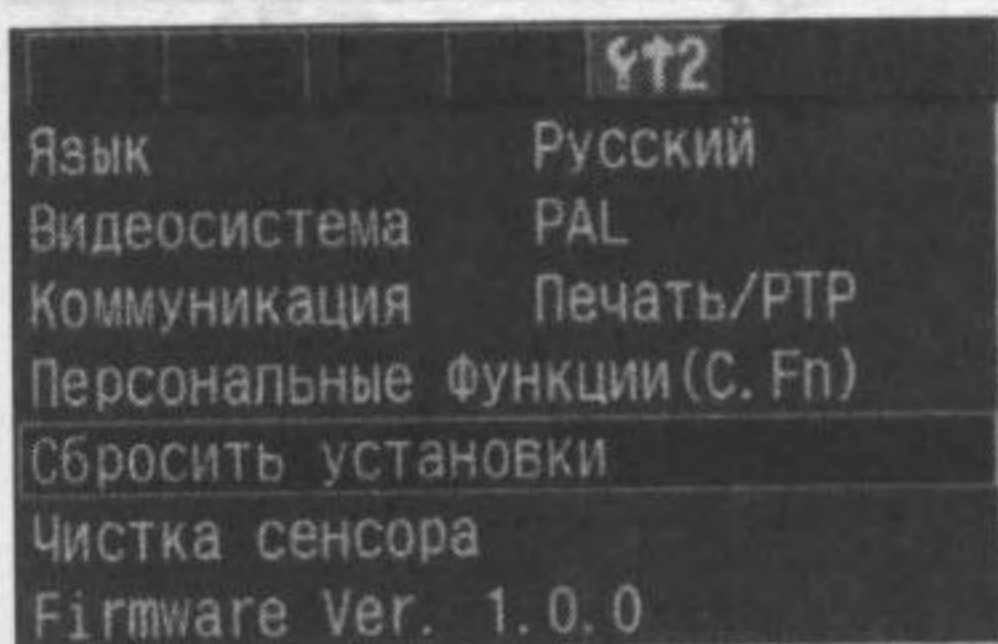 2
Язык Русский
Видеосистема PAL
Коммуникация Печать/PTP
Персональные Функции(C.Fn)
Сбросить установки
Чистка сенсора
Firmware Ver. 1.0.0